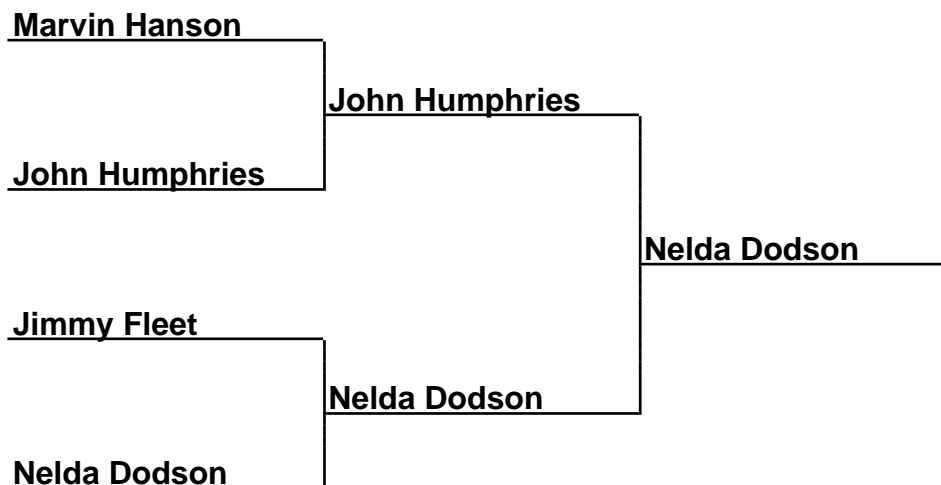 Marvin Hanson
John Humphries
John Humphries
Nelda Dodson
Jimmy Fleet
Nelda Dodson
Nelda Dodson